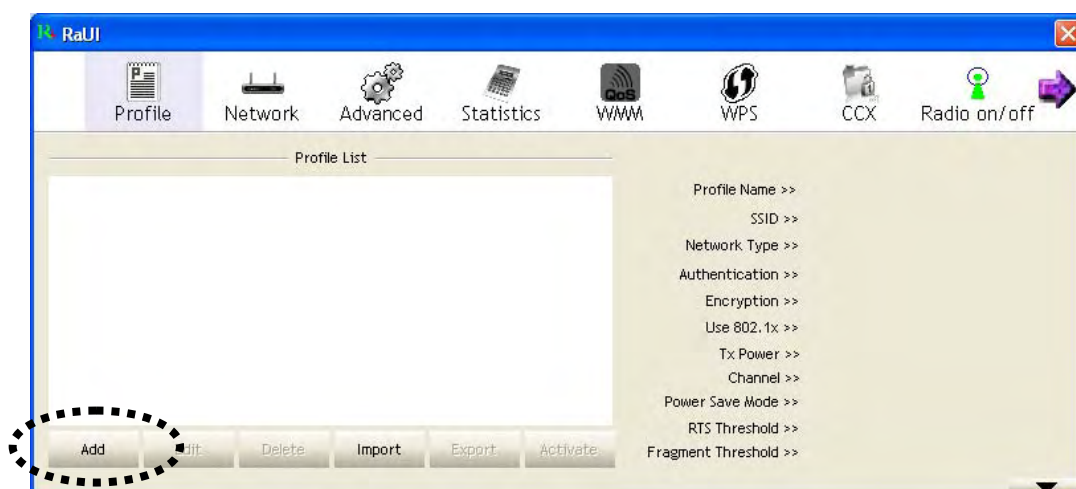 RaUI
Profile Network Advanced Statistics QoS WMM WPS CCX Radio on/off
Profile List
Profile Name >>
SSID >>
Network Type >>
Authentication >>
Encryption >>
Use 802.1x >>
Tx Power >>
Channel >>
Power Save Mode >>
RTS Threshold >>
Fragment Threshold >>
Add Edit Delete Import Export Activate